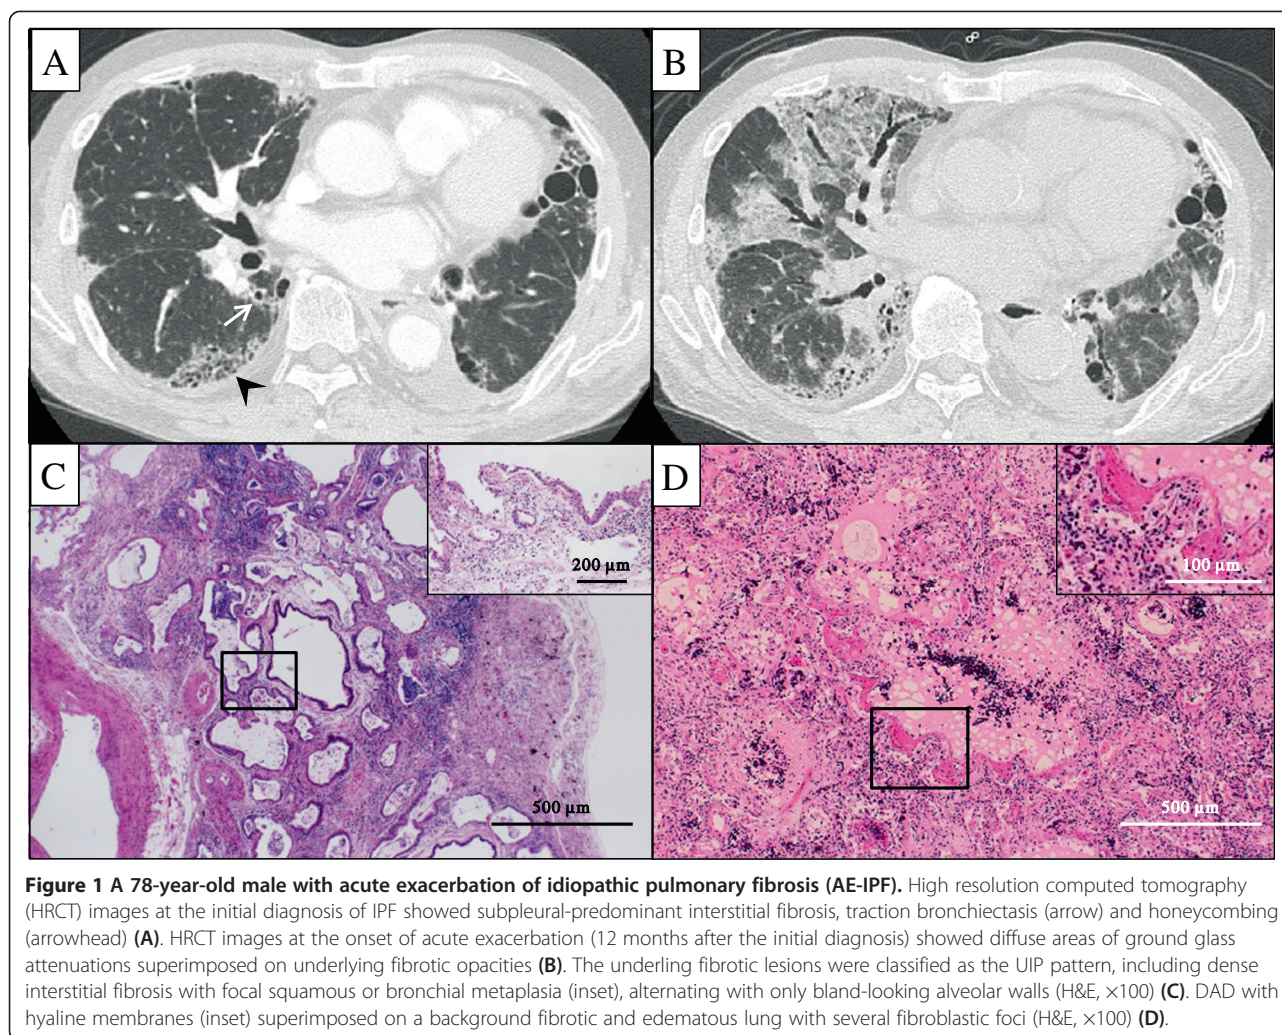 A
B
C
200 μm
500 μm
D
100 μm
500 μm
Figure 1 A 78-year-old male with acute exacerbation of idiopathic pulmonary fibrosis (AE-IPF). High resolution computed tomography
(HRCT) images at the initial diagnosis of IPF showed subpleural-predominant interstitial fibrosis, traction bronchiectasis (arrow) and honeycombing
(arrowhead) (A). HRCT images at the onset of acute exacerbation (12 months after the initial diagnosis) showed diffuse areas of ground glass
attenuations superimposed on underlying fibrotic opacities (B). The underling fibrotic lesions were classified as the UIP pattern, including dense
interstitial fibrosis with focal squamous or bronchial metaplasia (inset), alternating with only bland-looking alveolar walls (H&E, ×100) (C). DAD with
hyaline membranes (inset) superimposed on a background fibrotic and edematous lung with several fibroblastic foci (H&E, ×100) (D).